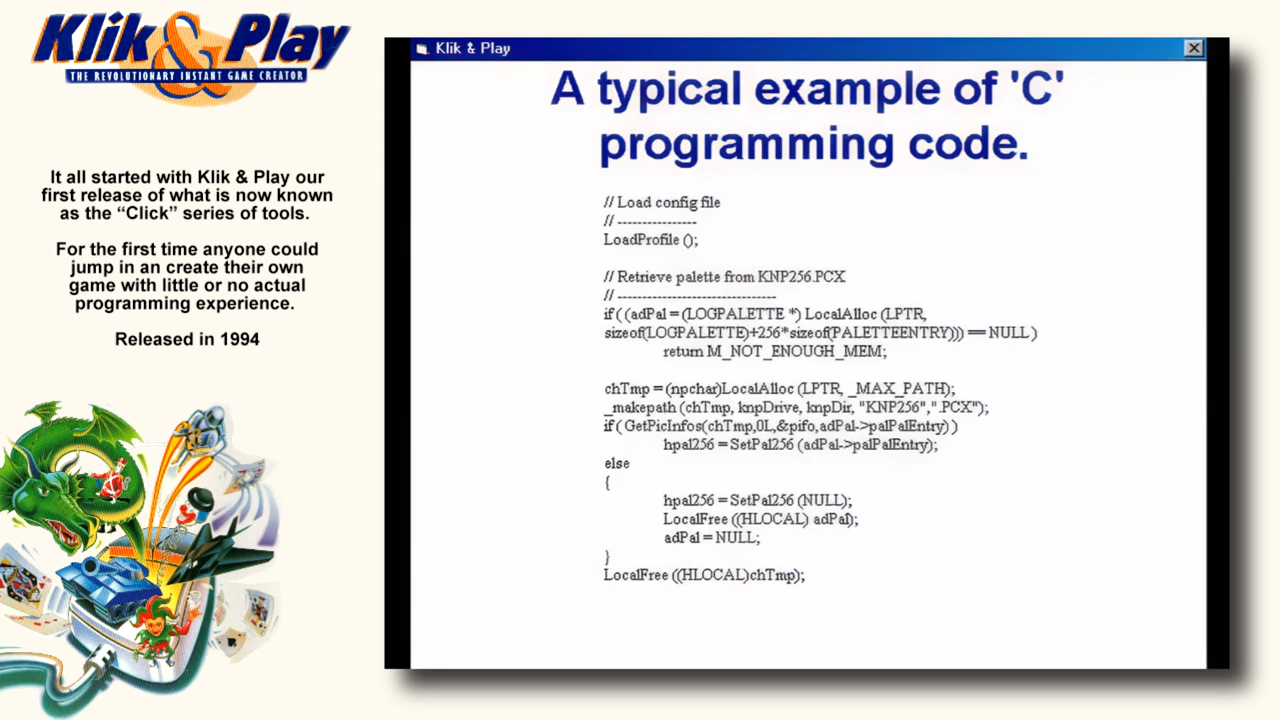 Klik & Play
THE REVOLUTIONARY INSTANT GAME CREATOR
It all started with Klik & Play our
first release of what is now known
as the “Click” series of tools.
For the first time anyone could
jump in an create their own
game with little or no actual
programming experience.
Released in 1994
Klik & Play
A typical example of 'C'
programming code.
// Load config file
// ----------------
LoadProfile ();
// Retrieve palette from KNP256.PCX
// --------------------------------
if ( (adPal = (LOGPALETTE *) LocalAlloc (LPTR,
sizeof(LOGPALETTE)+256*sizeof(PALETTEENTRY))) == NULL )
return M_NOT_ENOUGH_MEM;
chTmp = (npchar)LocalAlloc (LPTR, _MAX_PATH);
_makepath (chTmp, knpDrive, knpDir, "KNP256",".PCX");
if ( GetPicInfos(chTmp,0L,&pifo,adPal->palPalEntry) )
hpal256 = SetPal256 (adPal->palPalEntry);
else
{
hpal256 = SetPal256 (NULL);
LocalFree ((HLOCAL) adPal);
adPal = NULL;
}
LocalFree ((HLOCAL)chTmp);